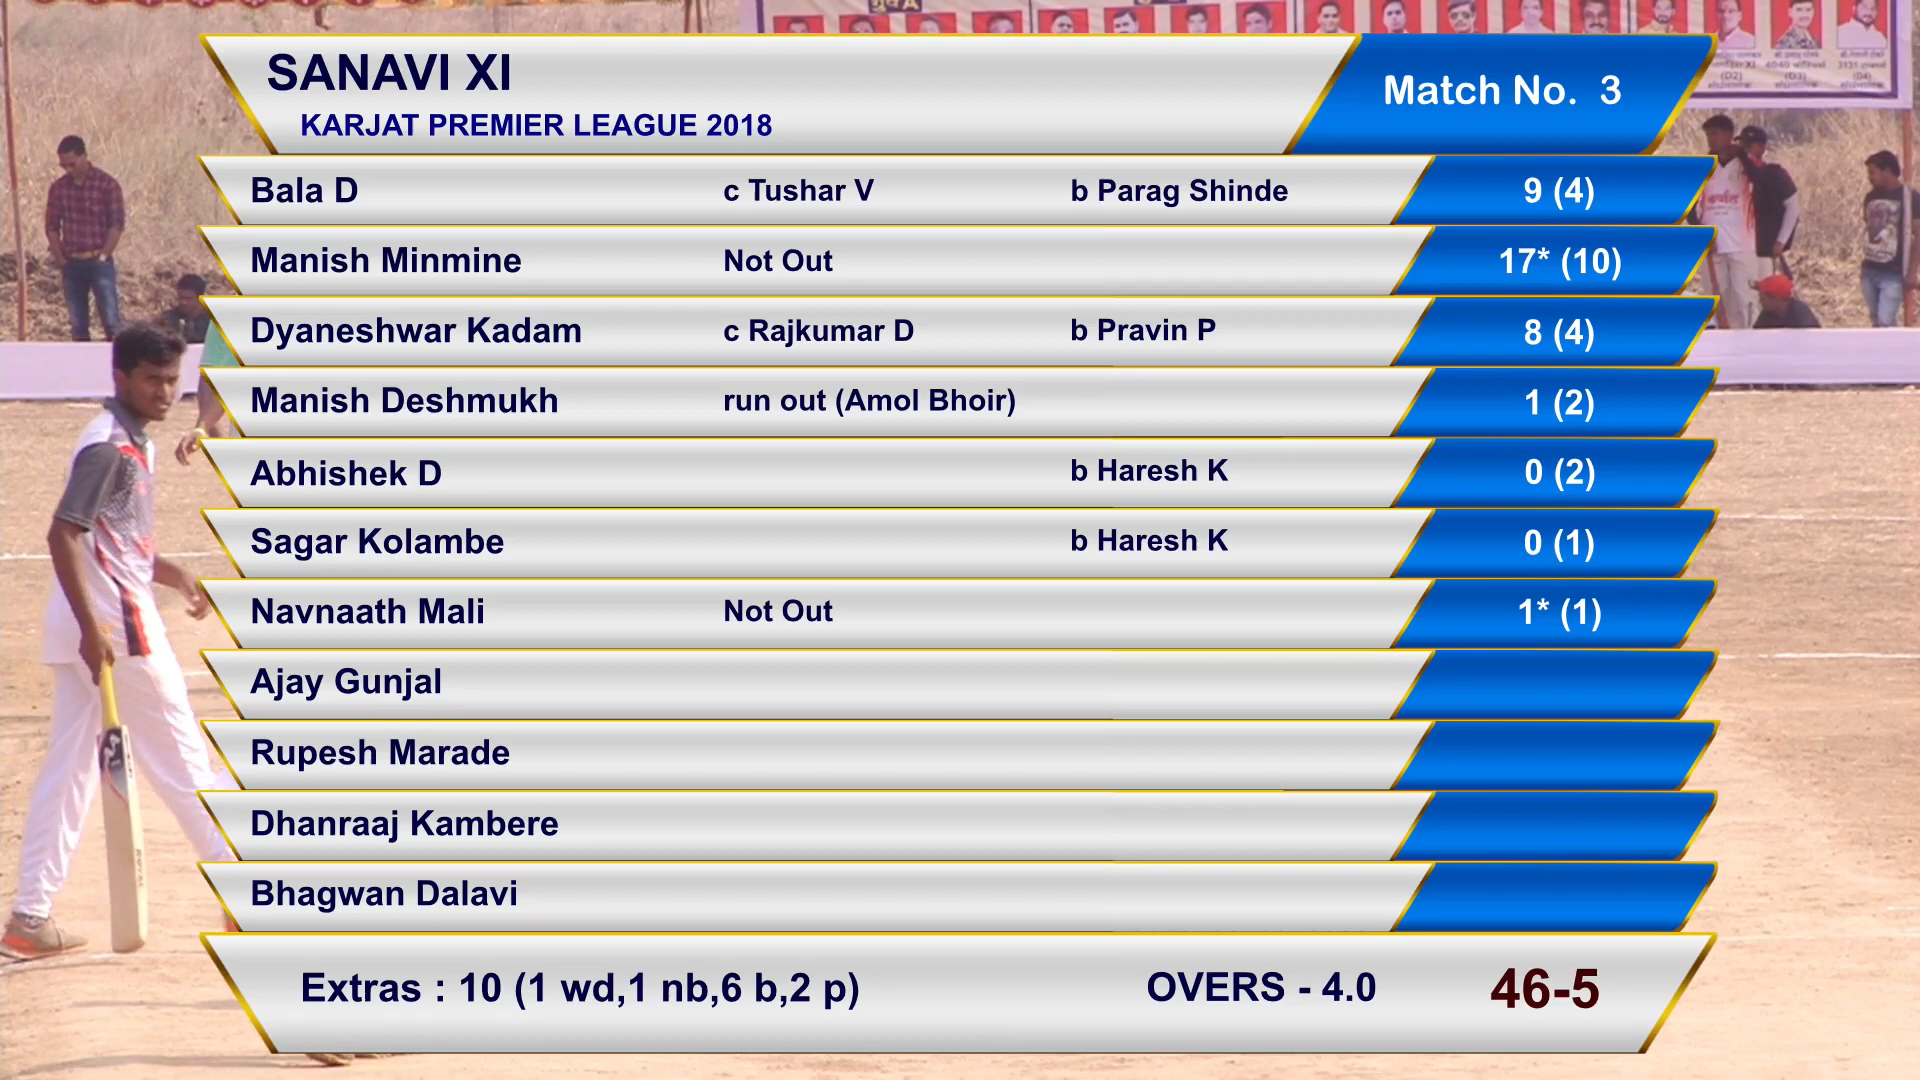 SANAVI XI
Match No. 3
KARJAT PREMIER LEAGUE 2018
Bala D c Tushar V b Parag Shinde 9 (4)
Manish Minmine Not Out 17* (10)
Dyaneshwar Kadam c Rajkumar D b Pravin P 8 (4)
Manish Deshmukh run out (Amol Bhoir) 1 (2)
Abhishek D b Haresh K 0 (2)
Sagar Kolambe b Haresh K 0 (1)
Navnaath Mali Not Out 1* (1)
Ajay Gunjal
Rupesh Marade
Dhanraaj Kambere
Bhagwan Dalavi
Extras : 10 (1 wd,1 nb,6 b,2 p) OVERS - 4.0 46-5